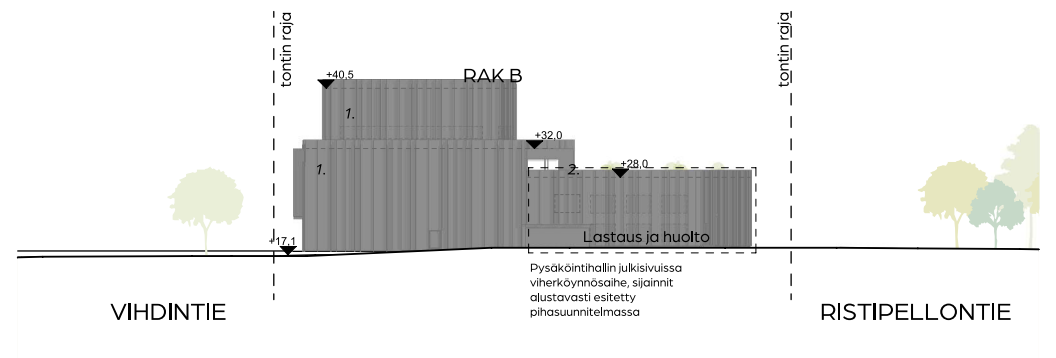 tontin raja
tontin raja
RAK B
+40,5
1.
+32,0
1.
2.
+28,0
Lastaus ja huolto
+17,1
Pysäköintihallin julkisivuissa
viherköynnösaihe, sijainnit
alustavasti esitetty
pihasuunnitelmassa
VIHDINTIE
RISTIPELLONTIE